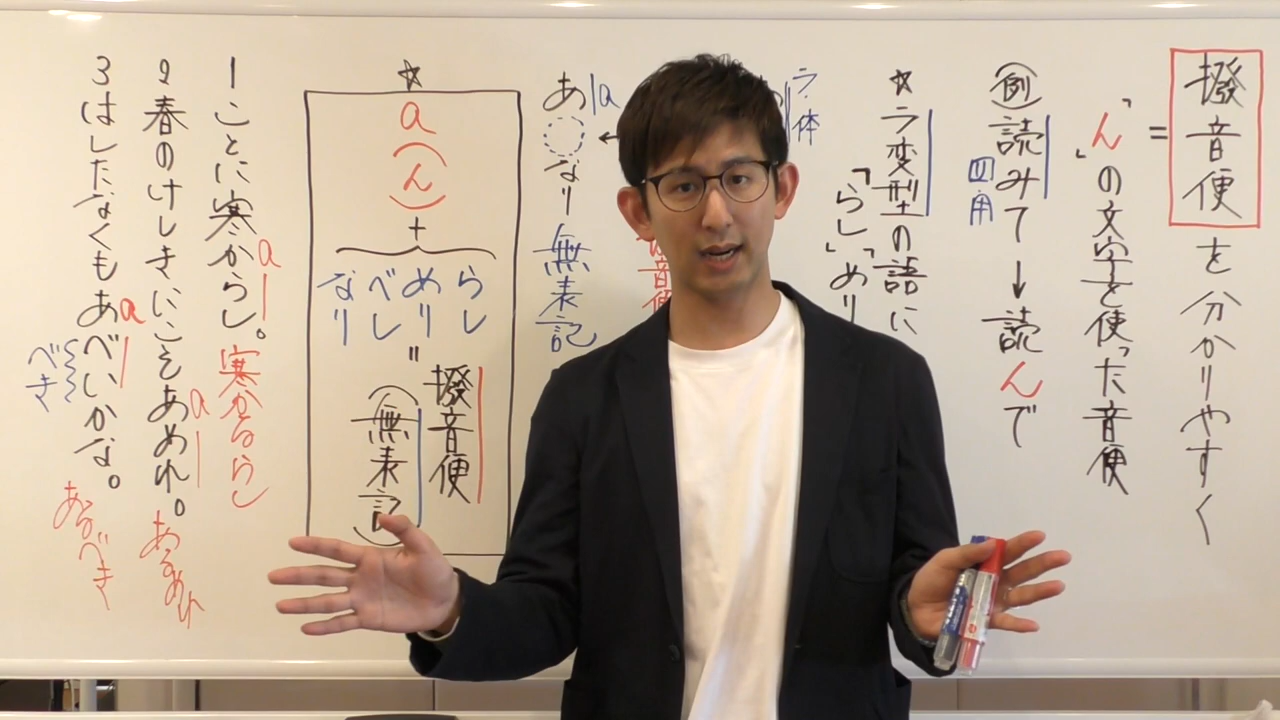 撥音便を分かりやすく
=「ん」の文字を使った音便
(例)読みて→読んで
四用
☆ラ変型の語に
「らし」「めり
ラ・体
撥音便
あ なり 無表記
a
←
☆
a(ん)
+
らし
めり
べし
なり
=
撥音便
(無表記)
1 ことに寒からし。寒かるらし
a
2 春のけしきにこそあめれ。あるめれ
a
3 はしたなくもあべいかな。あるべき
a
べき